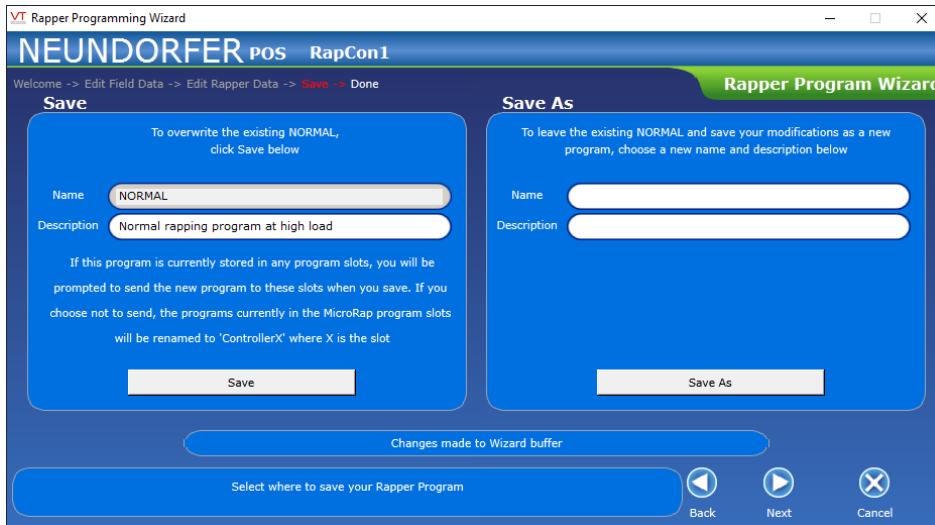 VT Rapper Programming Wizard
NEUNDORFER POS RapCon1
Welcome -> Edit Field Data -> Edit Rapper Data -> Save -> Done
Rapper Program Wizard
Save
To overwrite the existing NORMAL,
click Save below
Name NORMAL
Description Normal rapping program at high load
If this program is currently stored in any program slots, you will be
prompted to send the new program to these slots when you save. If you
choose not to send, the programs currently in the MicroRap program slots
will be renamed to 'ControllerX' where X is the slot
Save
Save As
To leave the existing NORMAL and save your modifications as a new
program, choose a new name and description below
Name
Description
Save As
Changes made to Wizard buffer
Select where to save your Rapper Program
Back Next Cancel